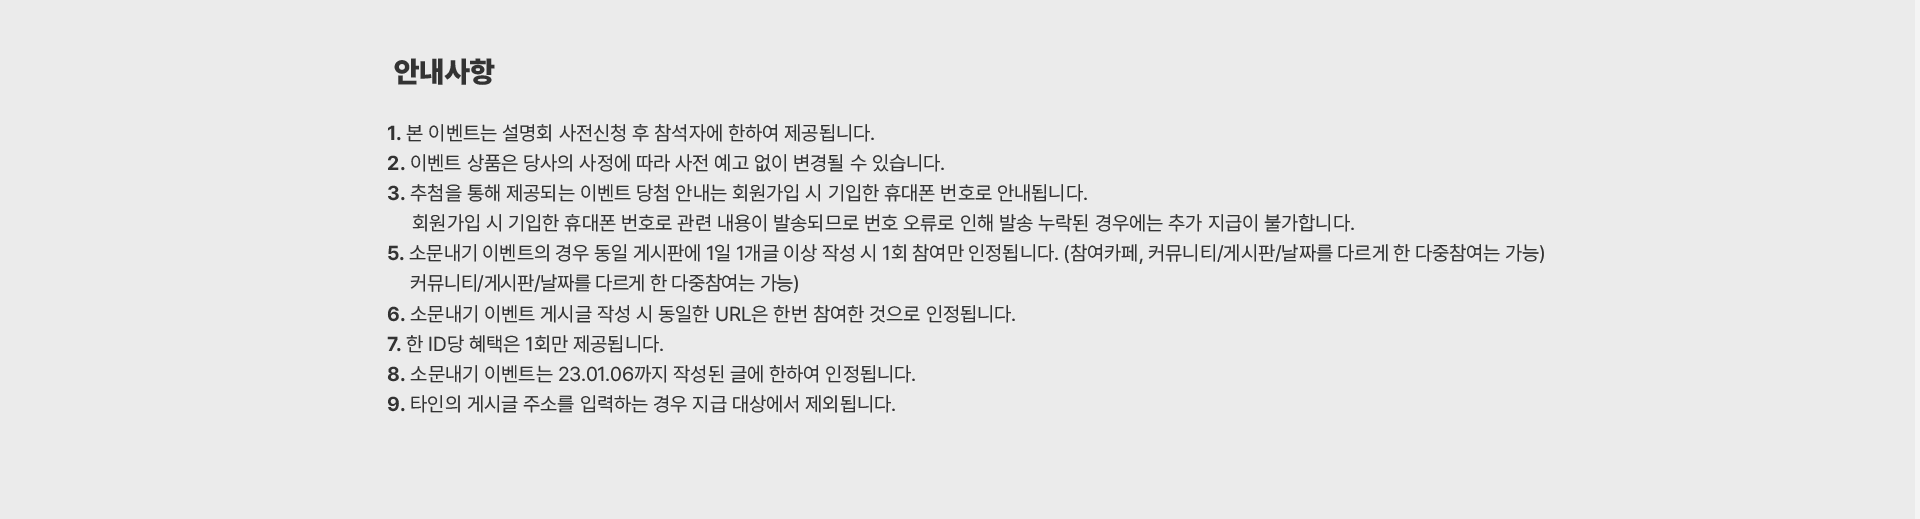 안내사항
1. 본 이벤트는 설명회 사전신청 후 참석자에 한하여 제공됩니다.
2. 이벤트 상품은 당사의 사정에 따라 사전 예고 없이 변경될 수 있습니다.
3. 추첨을 통해 제공되는 이벤트 당첨 안내는 회원가입 시 기입한 휴대폰 번호로 안내됩니다.
회원가입 시 기입한 휴대폰 번호로 관련 내용이 발송되므로 번호 오류로 인해 발송 누락된 경우에는 추가 지급이 불가합니다.
5. 소문내기 이벤트의 경우 동일 게시판에 1일 1개글 이상 작성 시 1회 참여만 인정됩니다. (참여카페, 커뮤니티/게시판/날짜를 다르게 한 다중참여는 가능)
커뮤니티/게시판/날짜를 다르게 한 다중참여는 가능)
6. 소문내기 이벤트 게시글 작성 시 동일한 URL은 한번 참여한 것으로 인정됩니다.
7. 한 ID당 혜택은 1회만 제공됩니다.
8. 소문내기 이벤트는 23.01.06까지 작성된 글에 한하여 인정됩니다.
9. 타인의 게시글 주소를 입력하는 경우 지급 대상에서 제외됩니다.